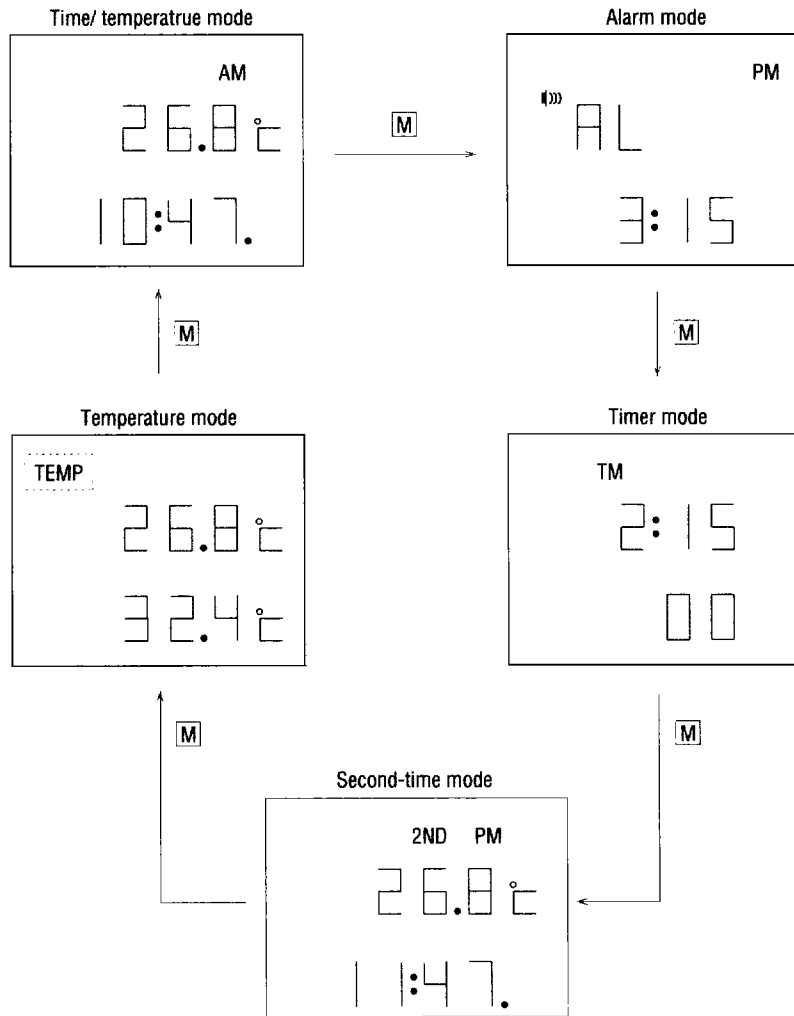 Time/ temperatrue mode
AM
26.8°C
10:47.
M
Alarm mode
PM
AL
3:15
M
Timer mode
TM
2:15
00
M
Second-time mode
2ND PM
26.8°C
11:47.
M
Temperature mode
TEMP
26.8°C
32.4°C
M